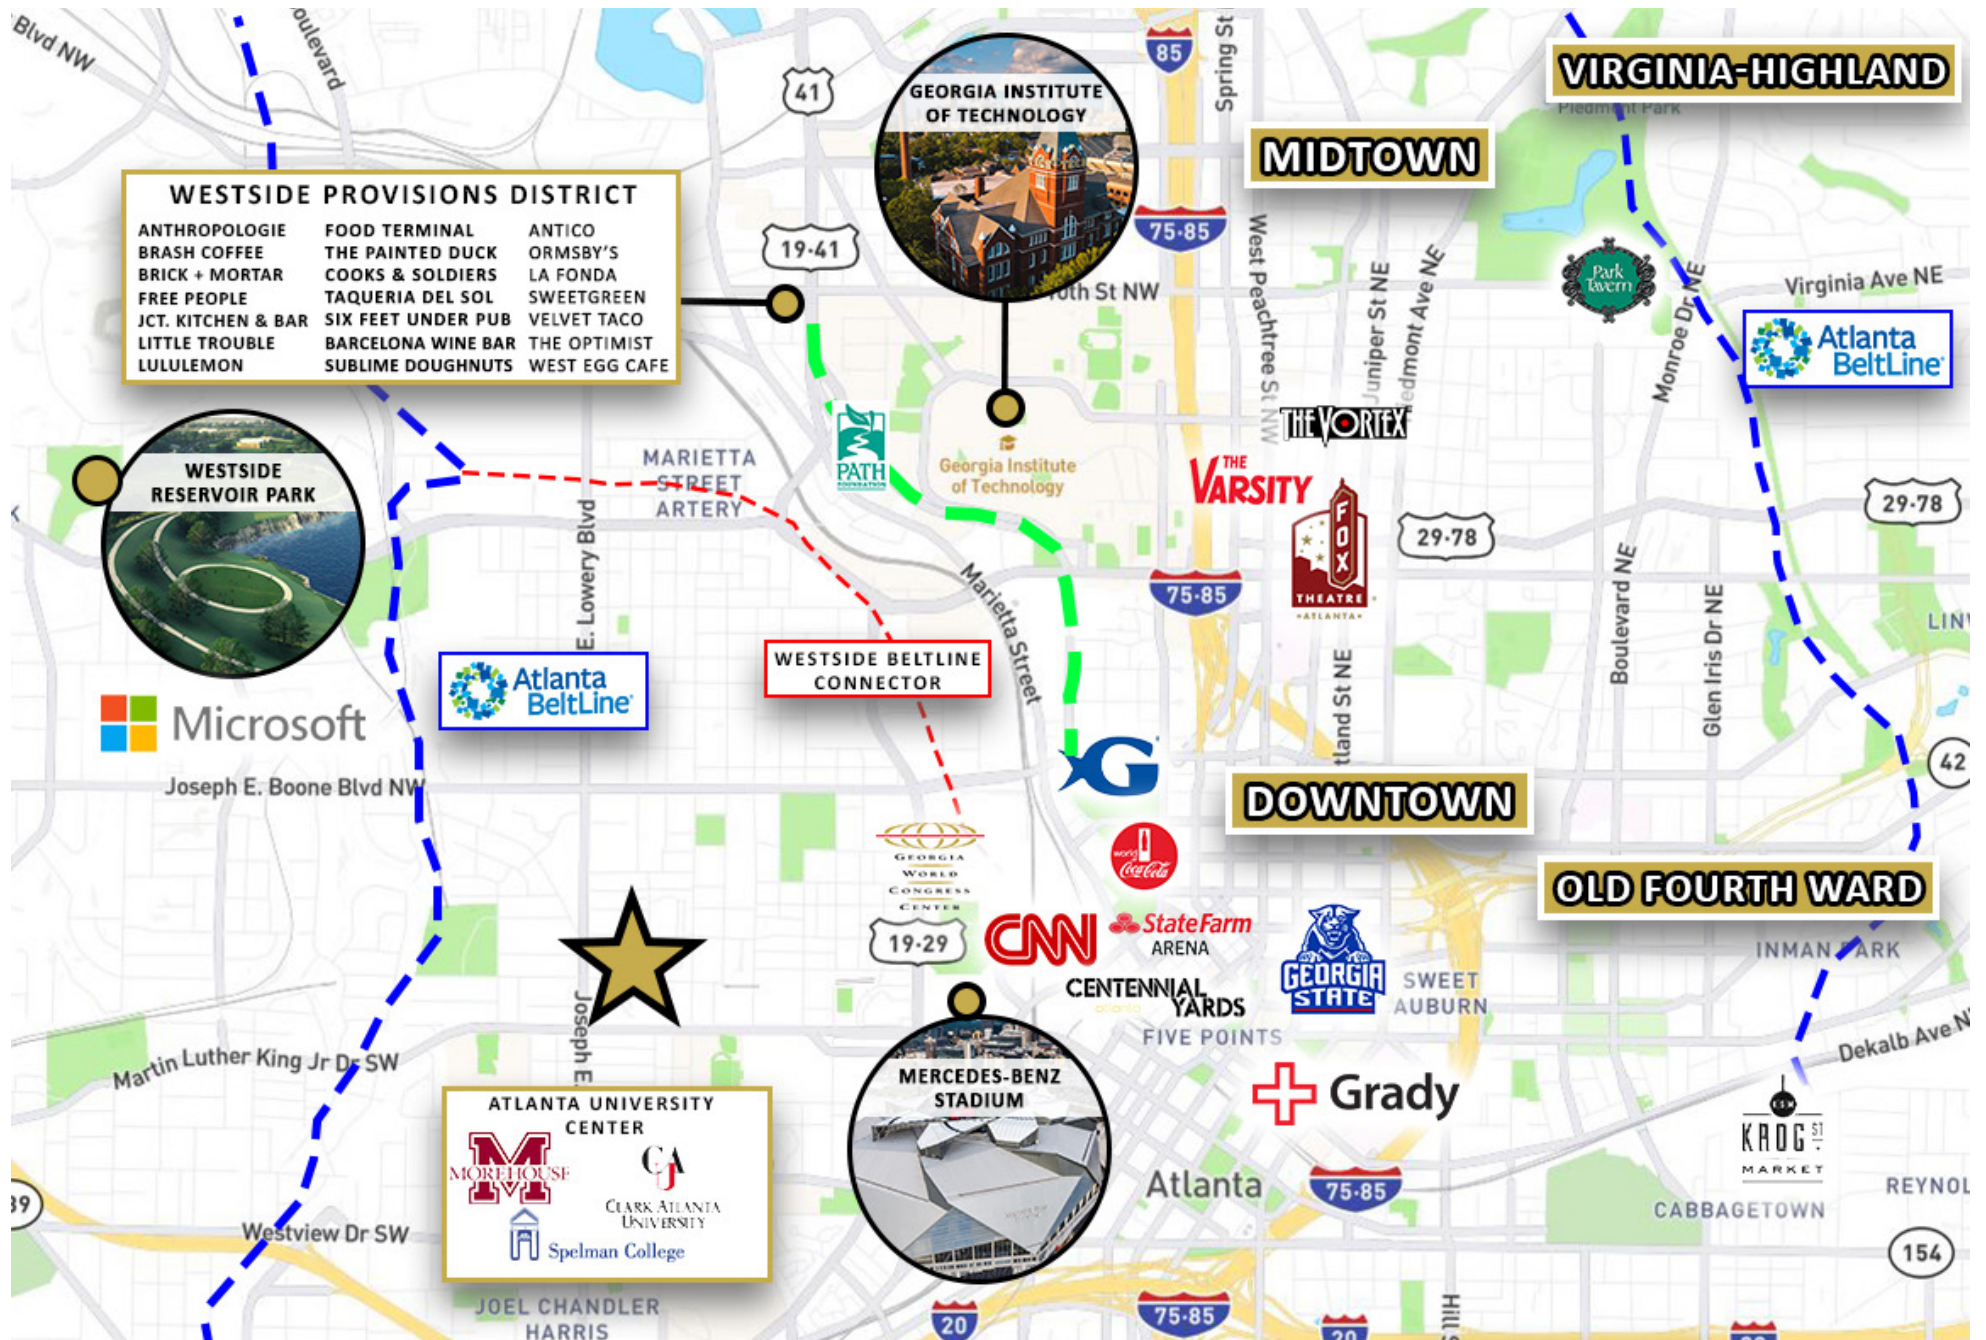 Blvd NW
oulevard
41
GEORGIA INSTITUTE
OF TECHNOLOGY
85
Spring St
VIRGINIA-HIGHLAND
Piedmont Park
MIDTOWN
WESTSIDE PROVISIONS DISTRICT
ANTHROPOLOGIE
BRASH COFFEE
BRICK + MORTAR
FREE PEOPLE
JCT. KITCHEN & BAR
LITTLE TROUBLE
LULULEMON
FOOD TERMINAL
THE PAINTED DUCK
COOKS & SOLDIERS
TAQUERIA DEL SOL
SIX FEET UNDER PUB
BARCELONA WINE BAR
SUBLIME DOUGHNUTS
ANTICO
ORMSBY'S
LA FONDA
SWEETGREEN
VELVET TACO
THE OPTIMIST
WEST EGG CAFE
19·41
75·85
10th St NW
West Peachtree St NW
Juniper St NE
iedmont Ave NE
Park
Tavern
Monroe Dr NE
Virginia Ave NE
Atlanta
BeltLine
WESTSIDE
RESERVOIR PARK
MARIETTA
STREET
ARTERY
PATH
FOUNDATION
Georgia Institute
of Technology
THE VORTEX
THE
VARSITY
FOX
THEATRE
•ATLANTA•
29·78
29·78
75·85
E. Lowery Blvd
Marietta Street
Boulevard NE
Glen Iris Dr NE
LIN
WESTSIDE BELTLINE
CONNECTOR
Atlanta
BeltLine
Microsoft
Joseph E. Boone Blvd NW
tland St NE
G
42
DOWNTOWN
GEORGIA
WORLD
CONGRESS
CENTER
world
Coca-Cola
OLD FOURTH WARD
19·29
CNN
StateFarm
ARENA
CENTENNIAL
YARDS
atlanta
GEORGIA
STATE
SWEET
AUBURN
INMAN PARK
FIVE POINTS
Joseph E.
Martin Luther King Jr Dr SW
Dekalb Ave N
MERCEDES-BENZ
STADIUM
Grady
ATLANTA UNIVERSITY
CENTER
M
MOREHOUSE
CAU
CLARK ATLANTA
UNIVERSITY
Spelman College
KROG ST
MARKET
Atlanta
75·85
CABBAGETOWN
REYNOL
39
Westview Dr SW
154
JOEL CHANDLER
HARRIS
20
75·85
20
Hill S
20